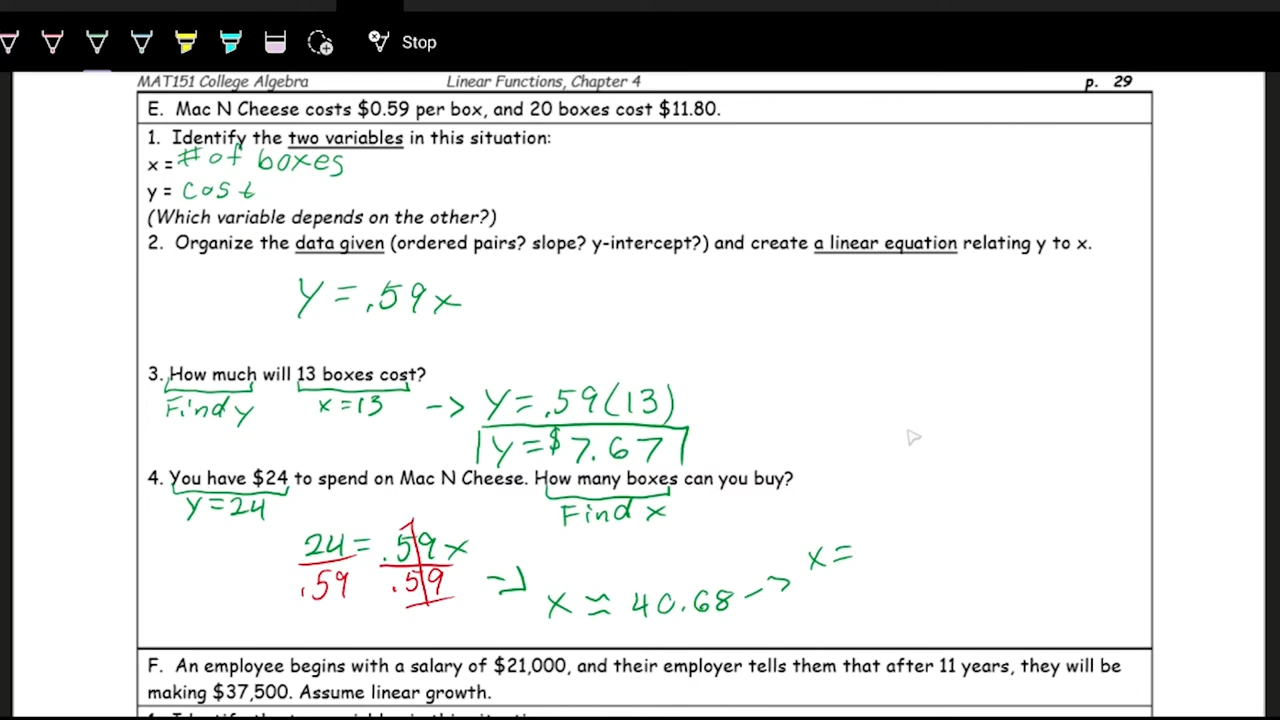 Stop
MAT151 College Algebra Linear Functions, Chapter 4 p. 29
E. Mac N Cheese costs $0.59 per box, and 20 boxes cost $11.80.
1. Identify the two variables in this situation:
x = # of boxes
y = cost
(Which variable depends on the other?)
2. Organize the data given (ordered pairs? slope? y-intercept?) and create a linear equation relating y to x.
y = .59x
3. How much will 13 boxes cost?
Find y x=13 -> y = .59(13)
y = $7.67
4. You have $24 to spend on Mac N Cheese. How many boxes can you buy?
y=24 Find x
24 = .59x
.59 .59
x ≈ 40.68 -> x =
F. An employee begins with a salary of $21,000, and their employer tells them that after 11 years, they will be
making $37,500. Assume linear growth.